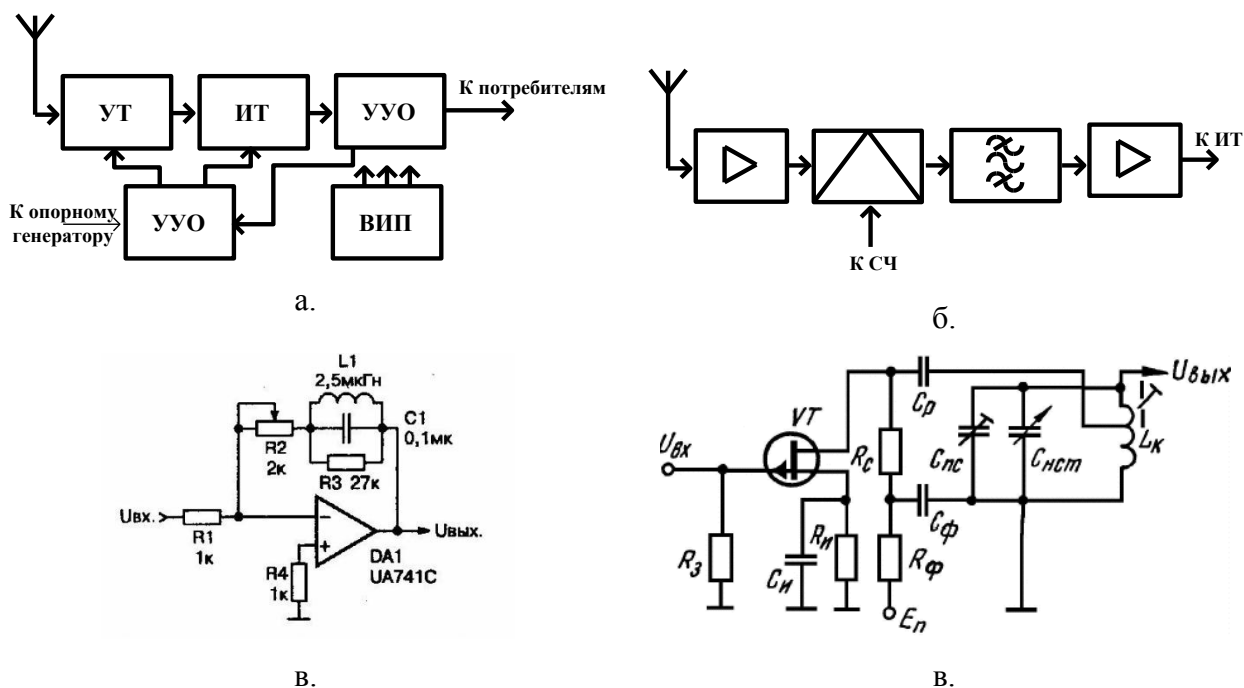 УТ
ИТ
УУО
К потребителям
К опорному
генератору
УУО
ВИП
а.
К ИТ
К СЧ
б.
L1
2,5мкГн
C1
0,1мк
R2
2к
R3 27к
Uвх.
R1
1к
R4
1к
DA1
UA741C
Uвых.
в.
Uвх
VT
Rз
Cи
Rи
Rс
Cр
Cф
Rф
Eп
Cпс
Cнст
Lк
Uвых
в.